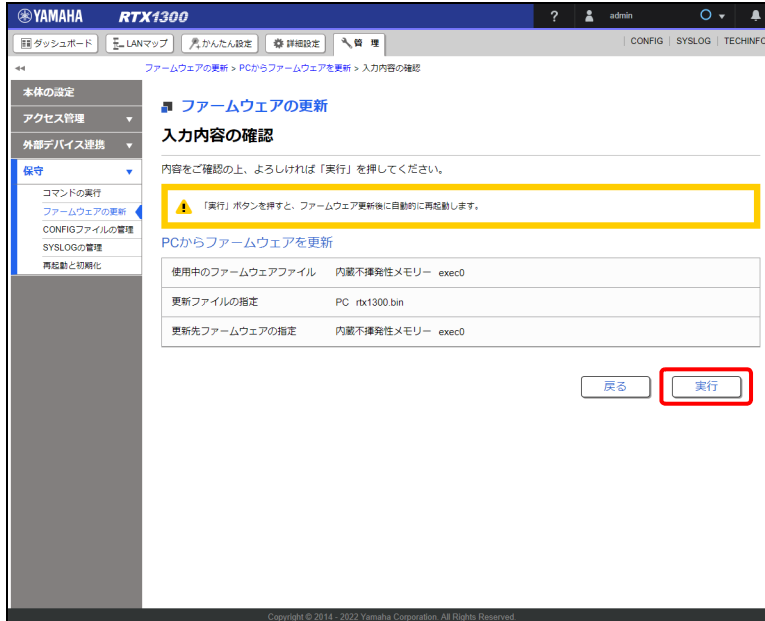 YAMAHA RTX1300 ? admin
ダッシュボード LANマップ かんたん設定 詳細設定 管 理 CONFIG SYSLOG TECHINFO
ファームウェアの更新 > PCからファームウェアを更新 > 入力内容の確認
本体の設定
アクセス管理
外部デバイス連携
保守
コマンドの実行
ファームウェアの更新
CONFIGファイルの管理
SYSLOGの管理
再起動と初期化
ファームウェアの更新
入力内容の確認
内容をご確認の上、よろしければ「実行」を押してください。
「実行」ボタンを押すと、ファームウェア更新後に自動的に再起動します。
PCからファームウェアを更新
使用中のファームウェアファイル 内蔵不揮発性メモリー exec0
更新ファイルの指定 PC rtx1300.bin
更新先ファームウェアの指定 内蔵不揮発性メモリー exec0
戻る 実行
Copyright © 2014 - 2022 Yamaha Corporation. All Rights Reserved.